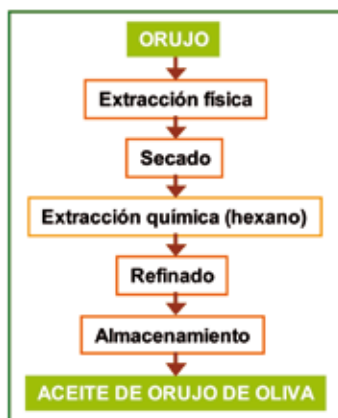 ORUJO
Extracción física
Secado
Extracción química (hexano)
Refinado
Almacenamiento
ACEITE DE ORUJO DE OLIVA